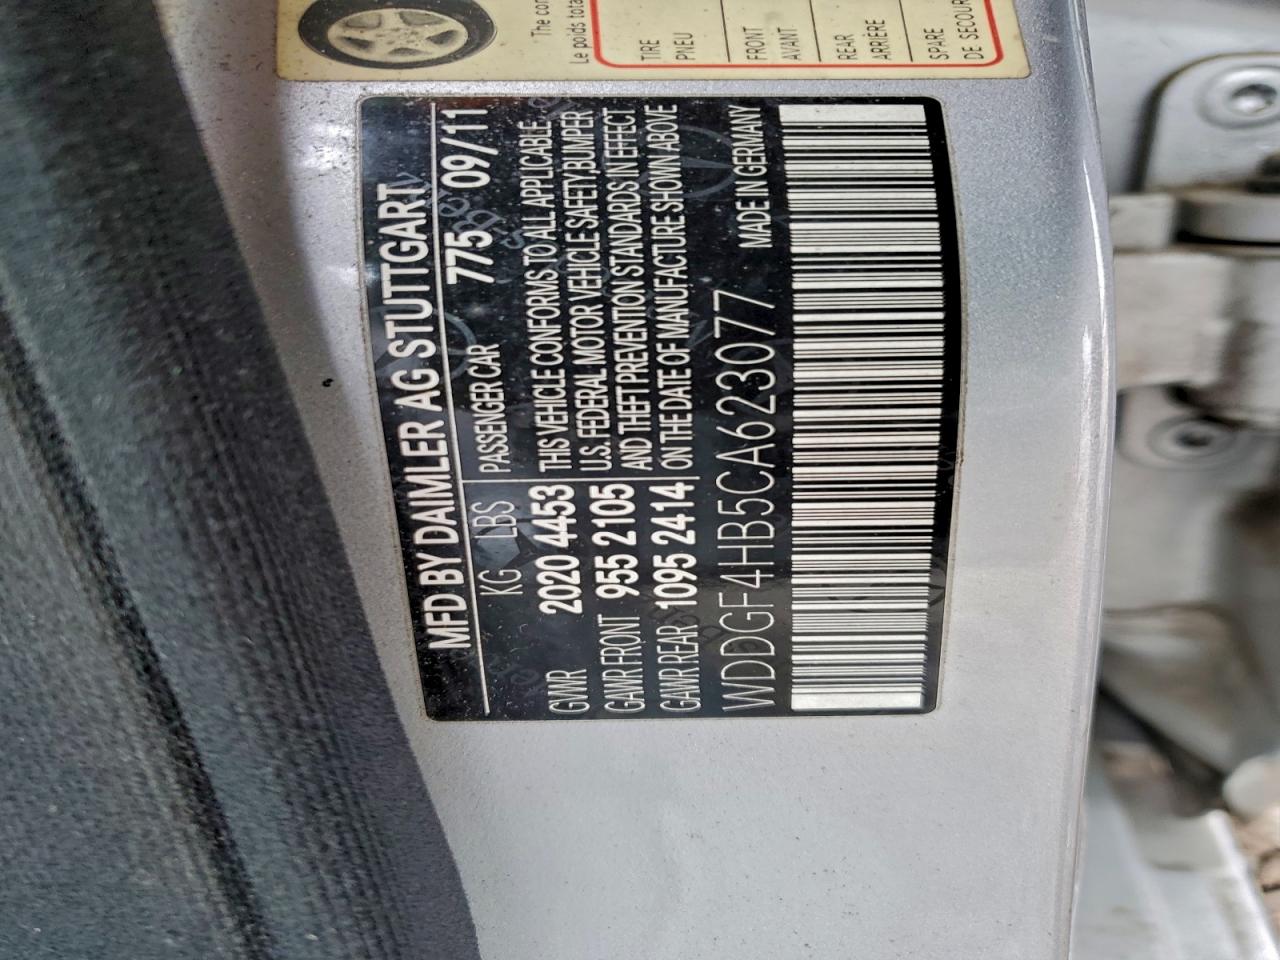 The con
Le poids tota
TIRE
PNEU
FRONT
AVANT
REAR
ARRIÈRE
SPARE
DE SECOUR
MFD BY DAIMLER AG STUTTGART
KG LBS PASSENGER CAR 775 09/11
GVWR 2020 4453
GAWR FRONT 955 2105
GAWR REAR 1095 2414
THIS VEHICLE CONFORMS TO ALL APPLICABLE
U.S. FEDERAL MOTOR VEHICLE SAFETY,BUMPER
AND THEFT PREVENTION STANDARDS IN EFFECT
ON THE DATE OF MANUFACTURE SHOWN ABOVE
WDDGF4HB5CA623077 MADE IN GERMANY